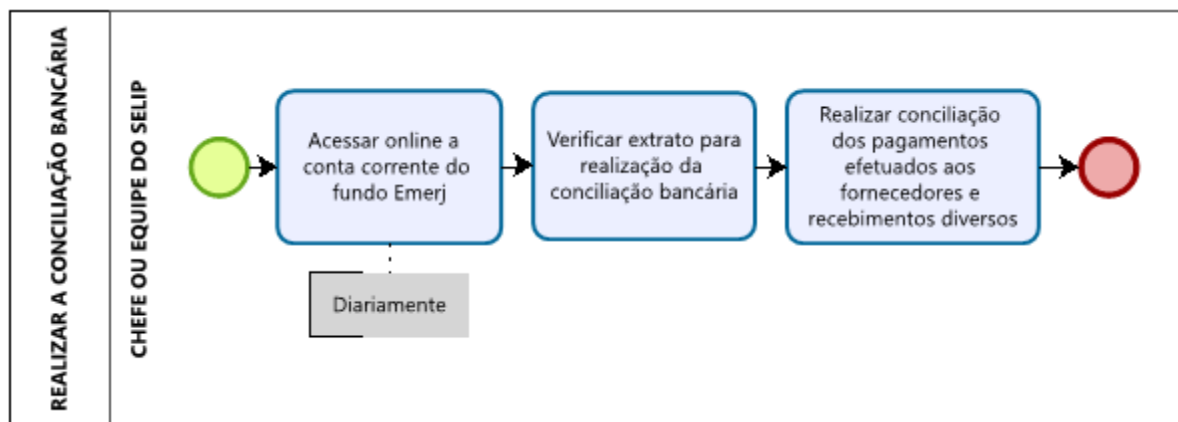 REALIZAR A CONCILIAÇÃO BANCÁRIA
CHEFE OU EQUIPE DO SELIP
Acessar online a
conta corrente do
fundo Emerj
Diariamente
Verificar extrato para
realização da
conciliação bancária
Realizar conciliação
dos pagamentos
efetuados aos
fornecedores e
recebimentos diversos